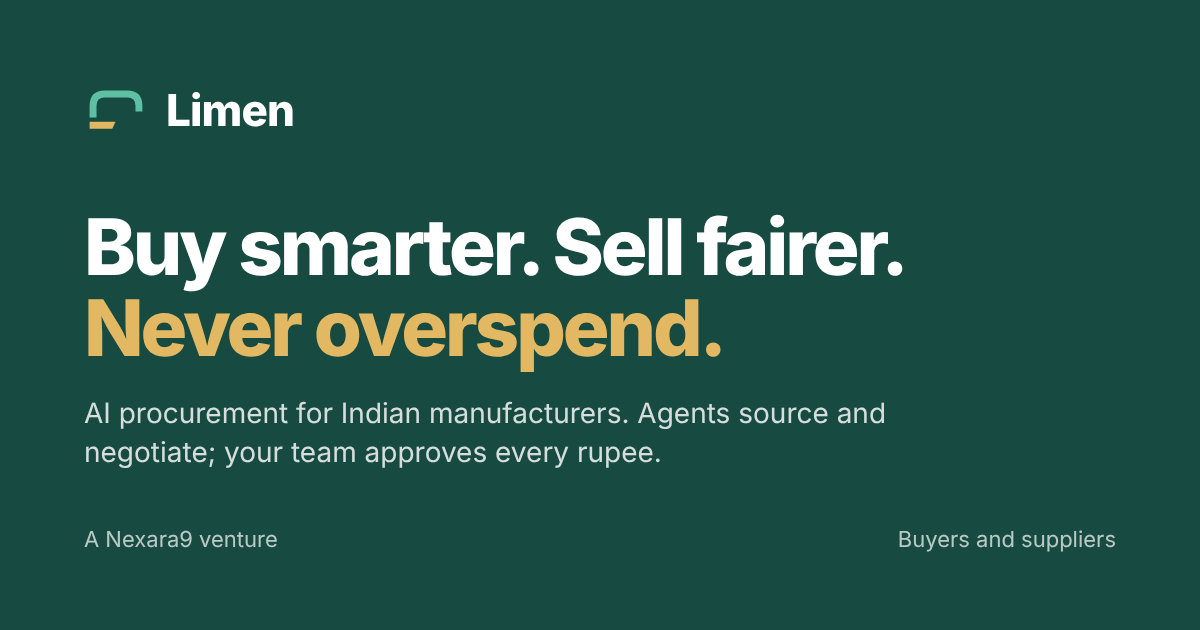 Limen
Buy smarter. Sell fairer.
Never overspend.
AI procurement for Indian manufacturers. Agents source and
negotiate; your team approves every rupee.
A Nexara9 venture
Buyers and suppliers